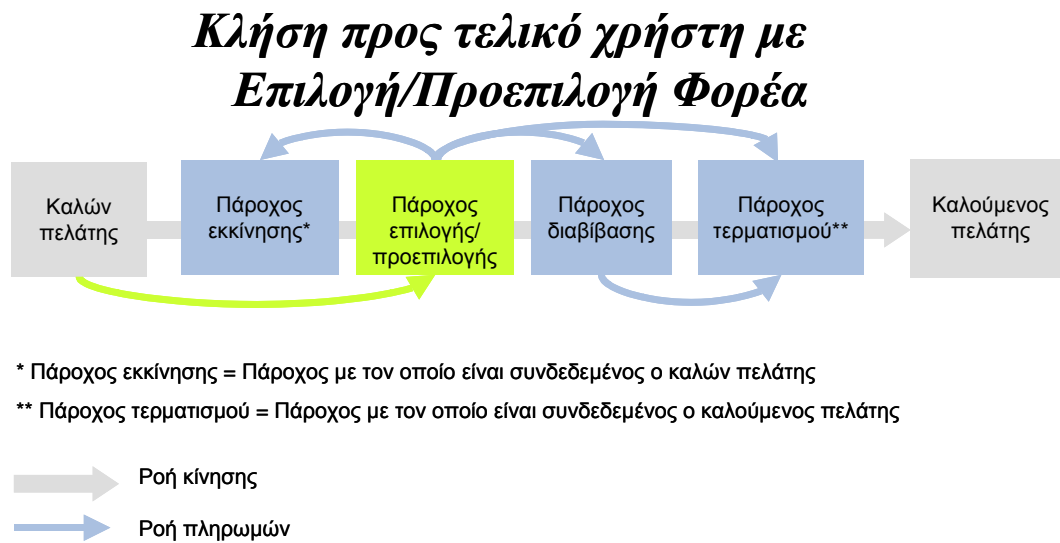 Κλήση προς τελικό χρήστη με
Επιλογή/Προεπιλογή Φορέα
Καλών
πελάτης
Πάροχος
εκκίνησης*
Πάροχος
επιλογής/
προεπιλογής
Πάροχος
διαβίβασης
Πάροχος
τερματισμού**
Καλούμενος
πελάτης
* Πάροχος εκκίνησης = Πάροχος με τον οποίο είναι συνδεδεμένος ο καλών πελάτης
** Πάροχος τερματισμού = Πάροχος με τον οποίο είναι συνδεδεμένος ο καλούμενος πελάτης
Ροή κίνησης
Ροή πληρωμών